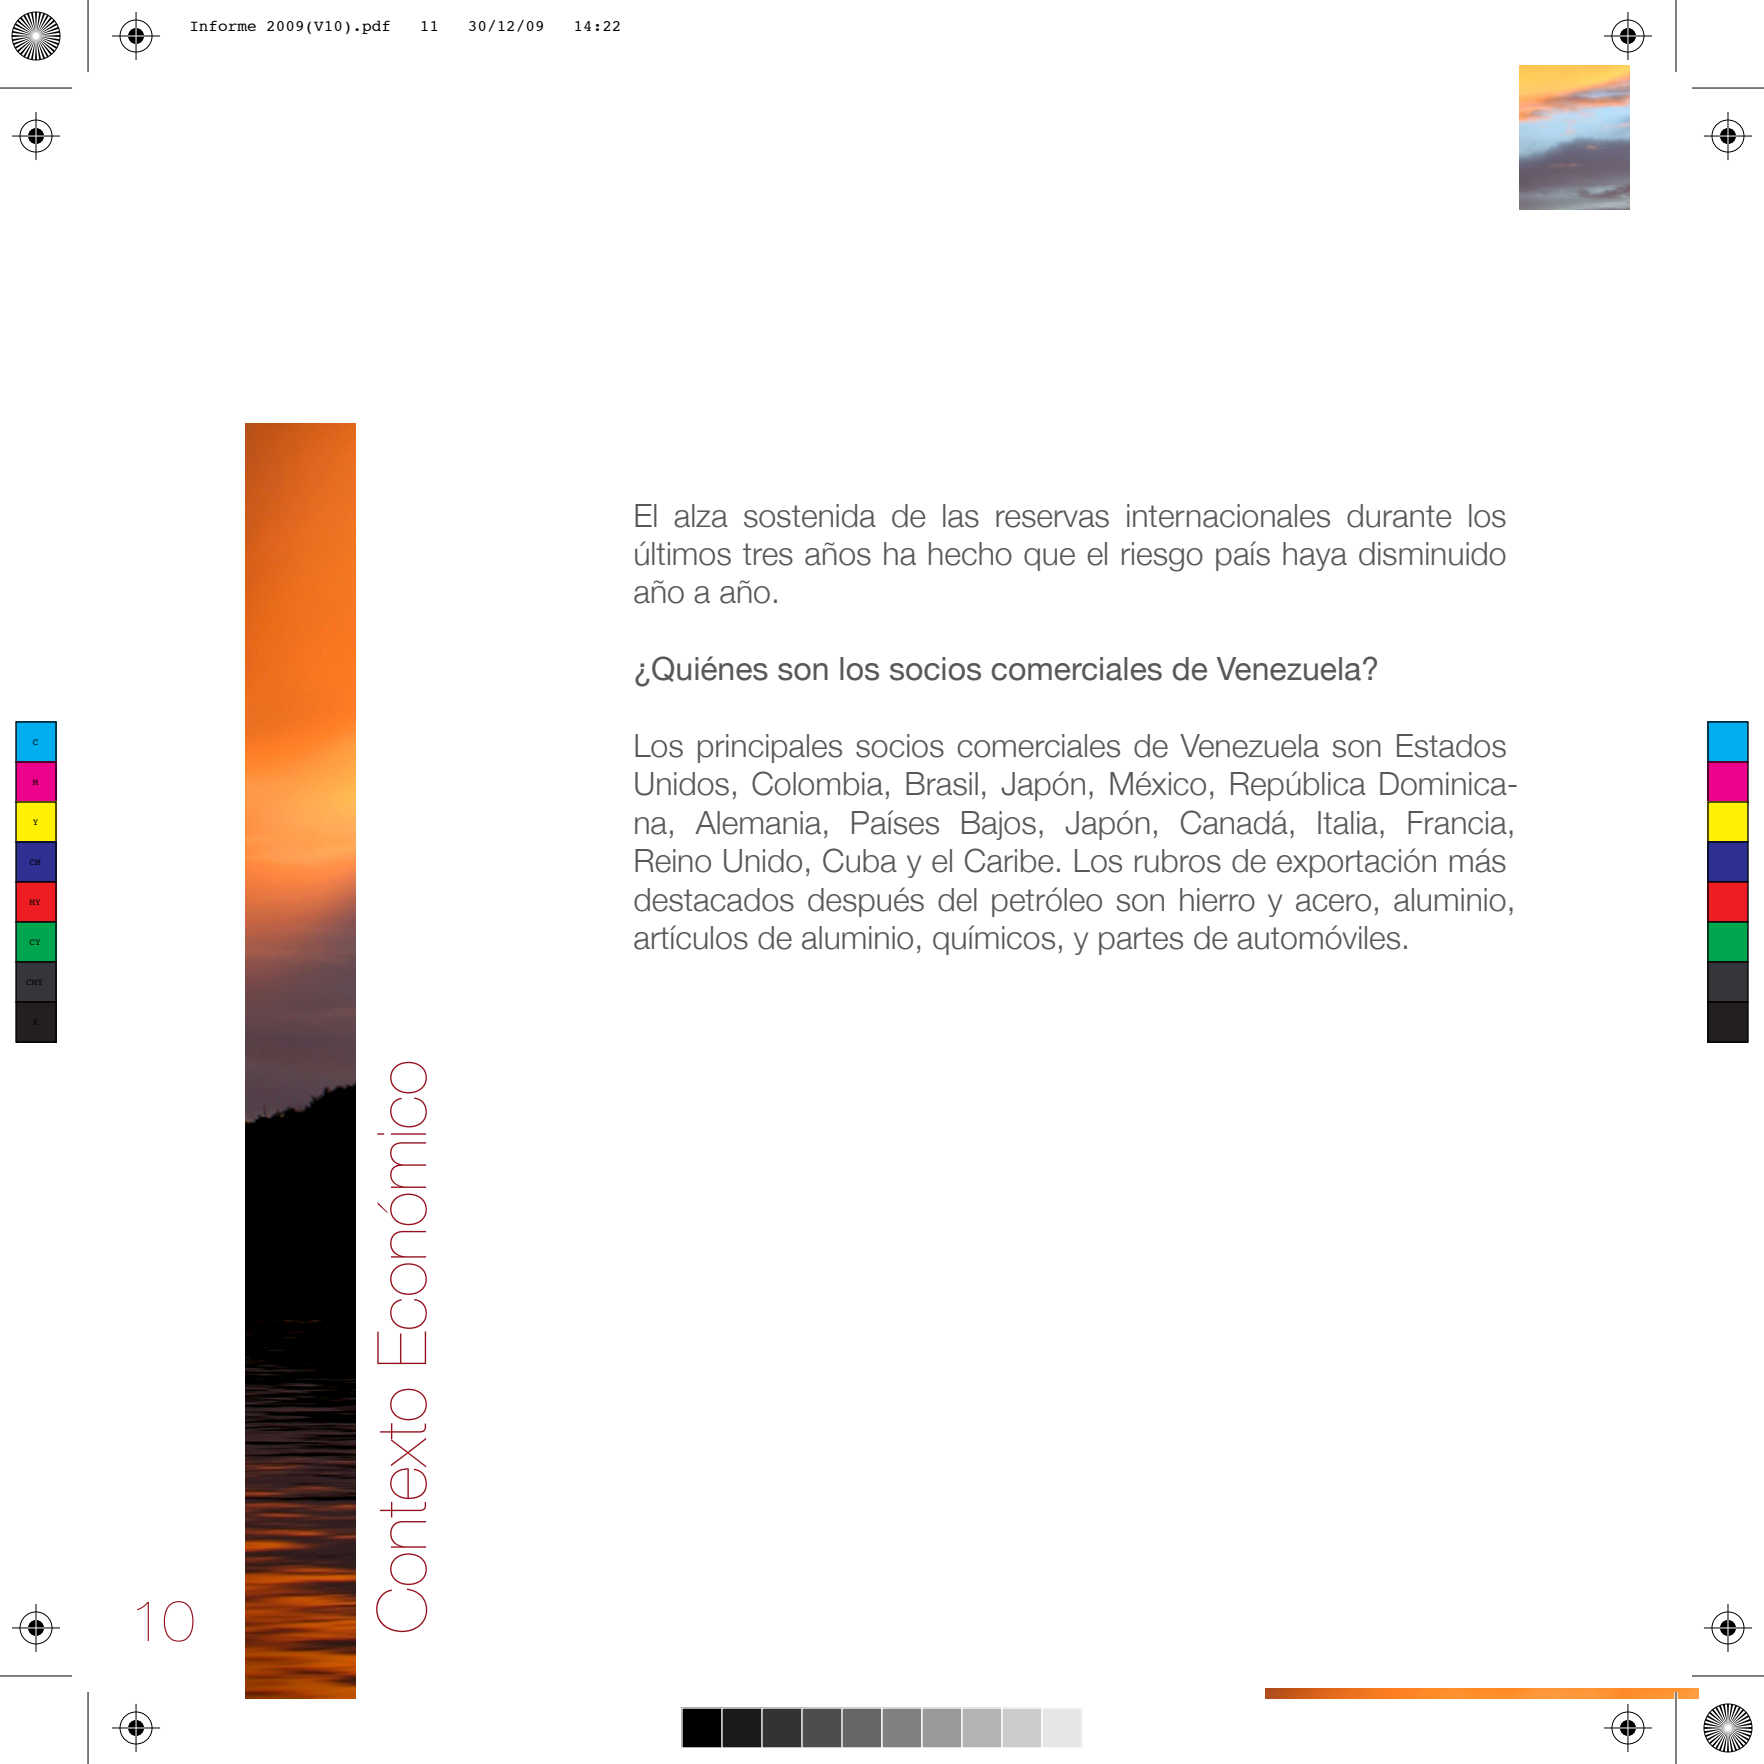 Informe 2009(V10).pdf 11 30/12/09 14:22
El alza sostenida de las reservas internacionales durante los
últimos tres años ha hecho que el riesgo país haya disminuido
año a año.
¿Quiénes son los socios comerciales de Venezuela?
Los principales socios comerciales de Venezuela son Estados
Unidos, Colombia, Brasil, Japón, México, República Dominica-
na, Alemania, Países Bajos, Japón, Canadá, Italia, Francia,
Reino Unido, Cuba y el Caribe. Los rubros de exportación más
destacados después del petróleo son hierro y acero, aluminio,
artículos de aluminio, químicos, y partes de automóviles.
C
M
Y
CM
MY
CY
CMY
K
Contexto Económico
10